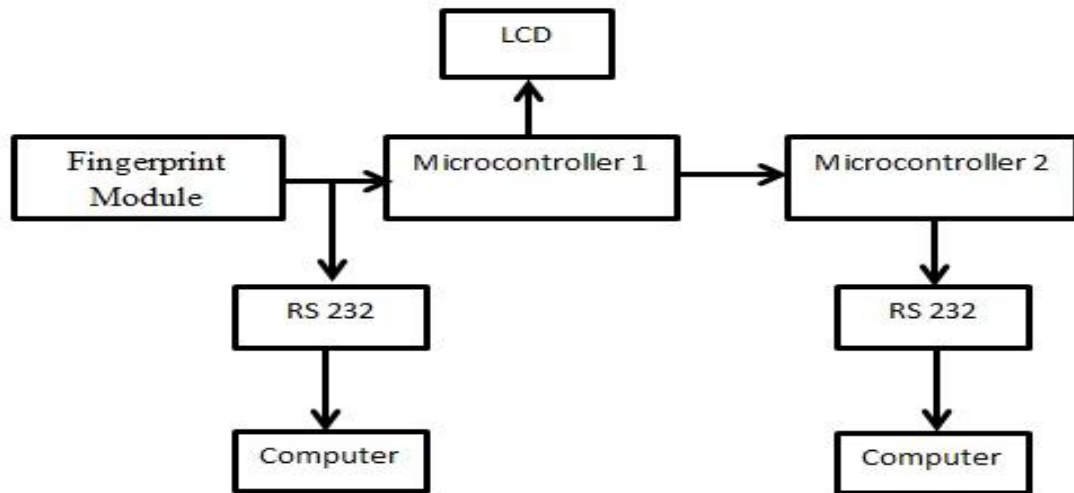 LCD
Fingerprint
Module
Microcontroller 1
Microcontroller 2
RS 232
RS 232
Computer
Computer